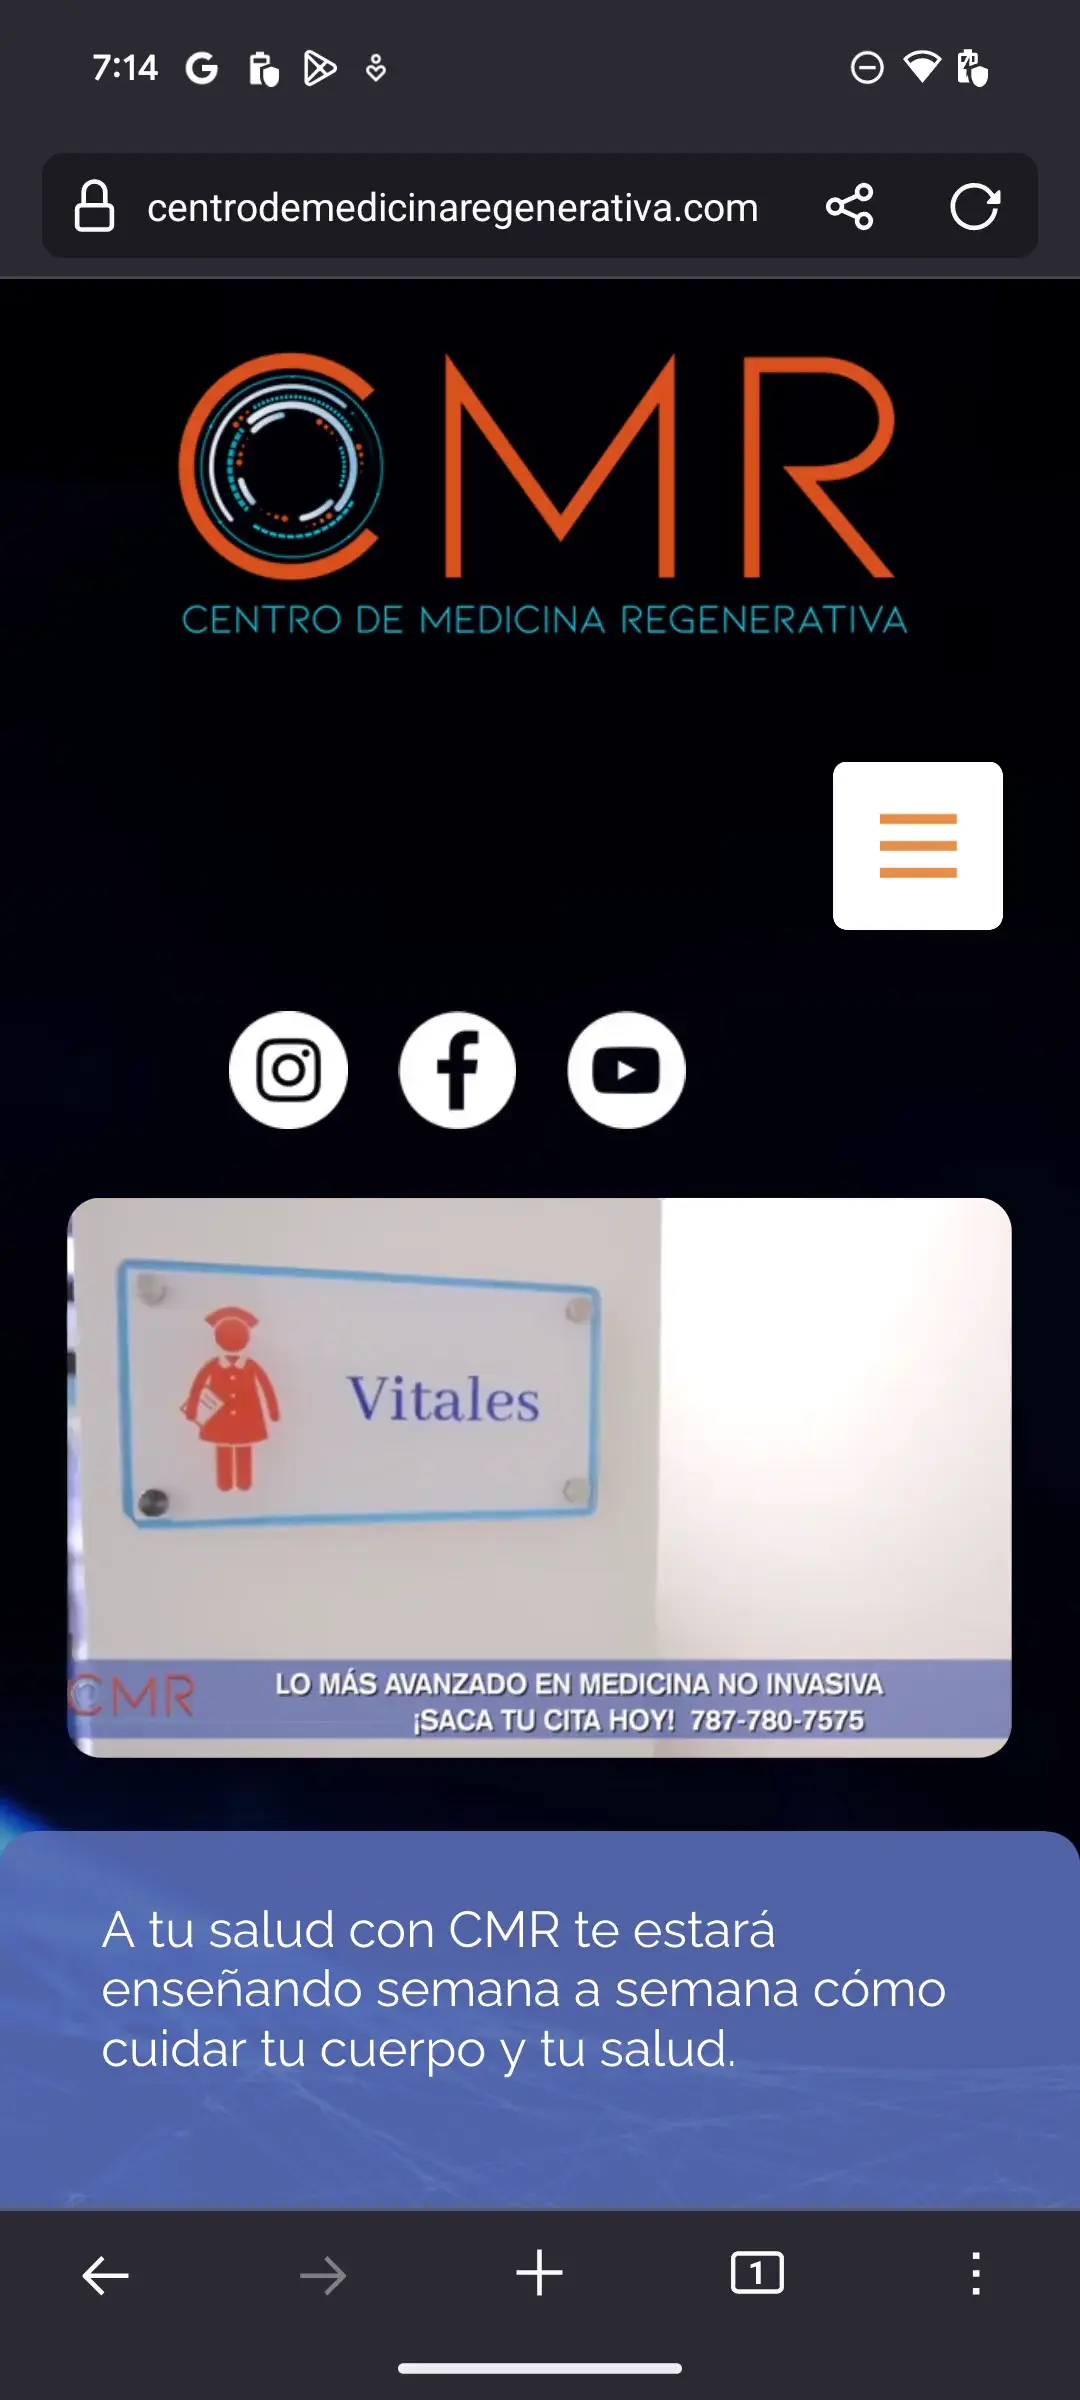 7:14
centrodemedicinaregenerativa.com
CMR
CENTRO DE MEDICINA REGENERATIVA
Vitales
CMR
LO MÁS AVANZADO EN MEDICINA NO INVASIVA
¡SACA TU CITA HOY! 787-780-7575
A tu salud con CMR te estará
enseñando semana a semana cómo
cuidar tu cuerpo y tu salud.
1